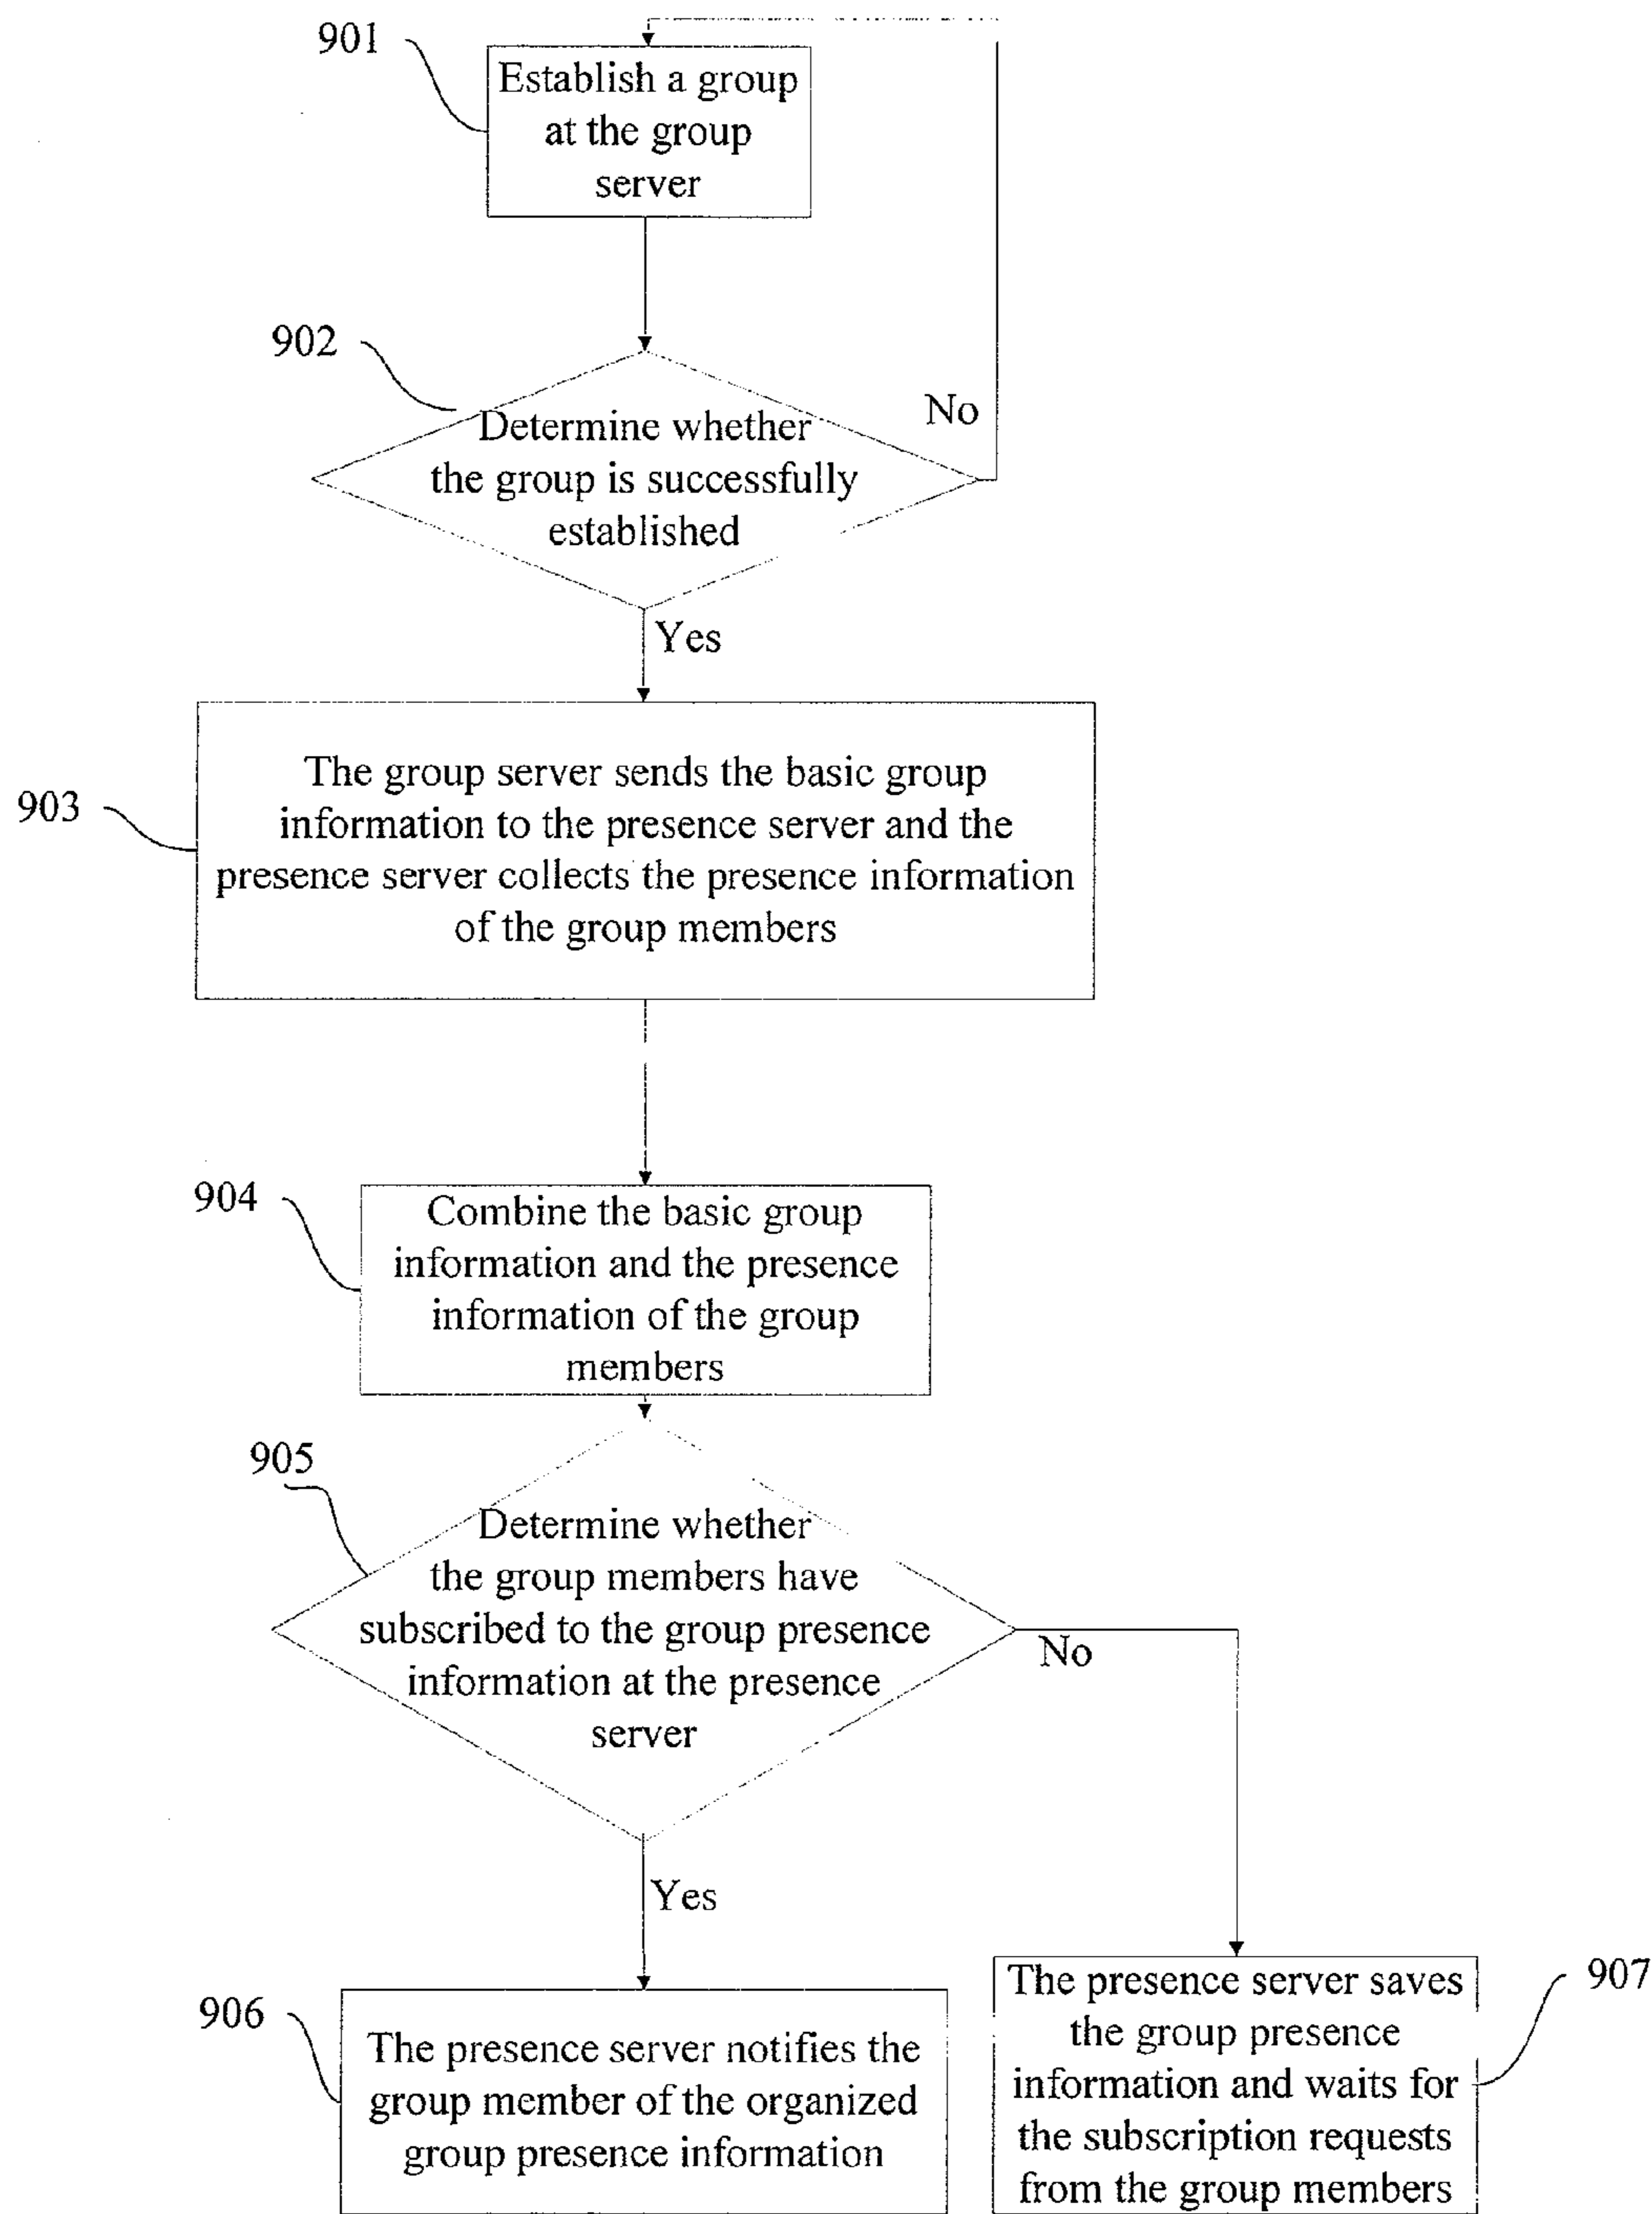 901
Establish a group
at the group
server
902
Determine whether
the group is successfully
established
No
Yes
903
The group server sends the basic group
information to the presence server and the
presence server collects the presence information
of the group members
904
Combine the basic group
information and the presence
information of the group
members
905
Determine whether
the group members have
subscribed to the group presence
information at the presence
server
No
Yes
906
The presence server notifies the
group member of the organized
group presence information
The presence server saves
the group presence
information and waits for
the subscription requests
from the group members
907